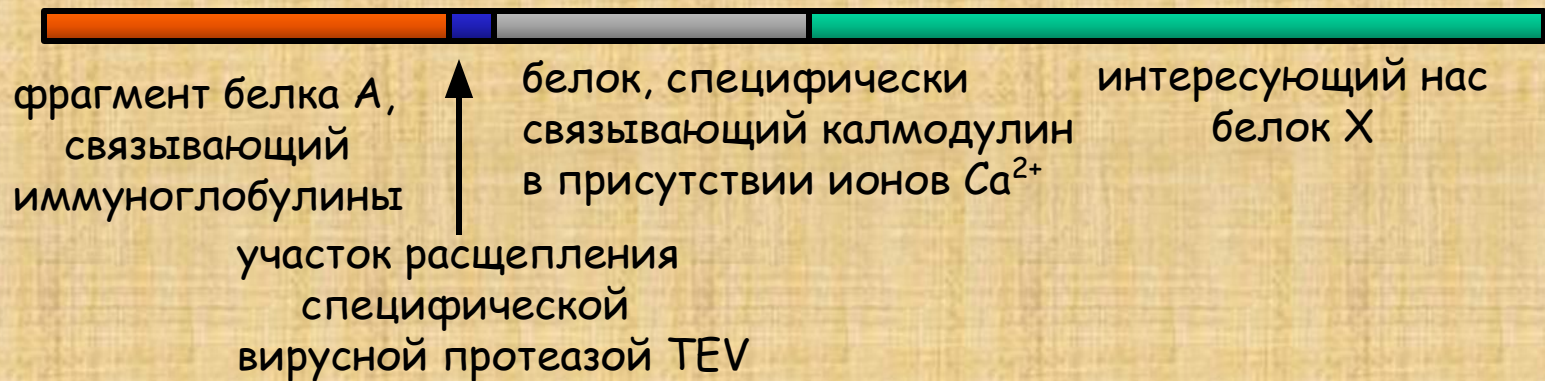 фрагмент белка А,
связывающий
иммуноглобулины
участок расщепления
специфической
вирусной протеазой TEV
белок, специфически
связывающий калмодулин
в присутствии ионов Ca²⁺
интересующий нас
белок X